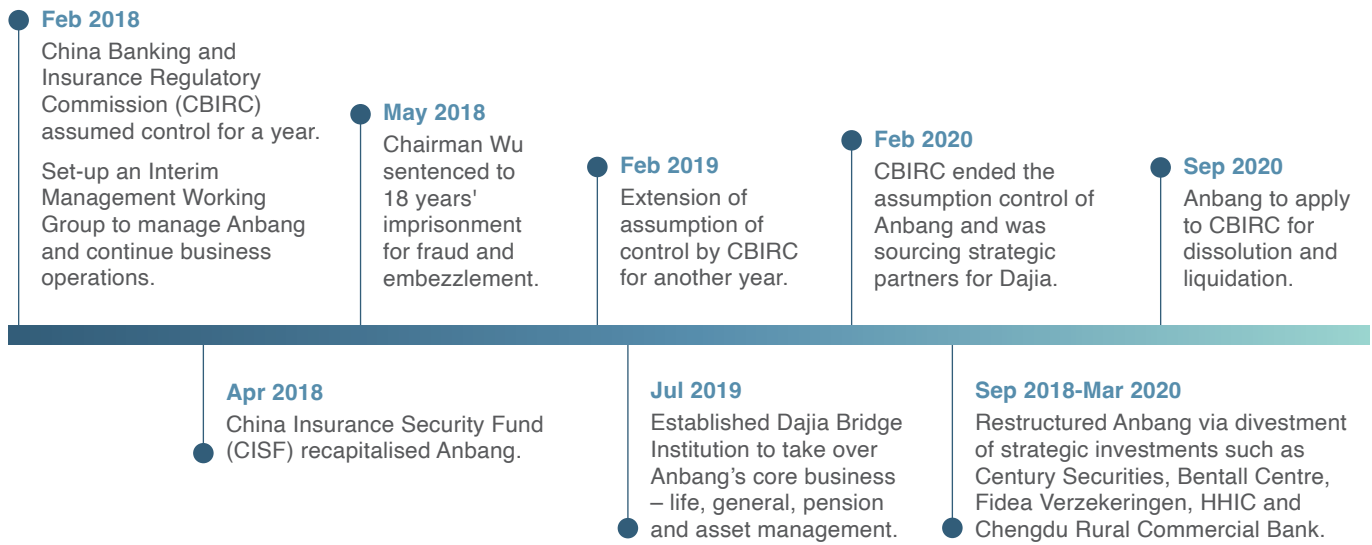 Feb 2018
China Banking and
Insurance Regulatory
Commission (CBIRC)
assumed control for a year.
Set-up an Interim
Management Working
Group to manage Anbang
and continue business
operations.
May 2018
Chairman Wu
sentenced to
18 years'
imprisonment
for fraud and
embezzlement.
Feb 2019
Extension of
assumption of
control by CBIRC
for another year.
Feb 2020
CBIRC ended the
assumption control of
Anbang and was
sourcing strategic
partners for Dajia.
Sep 2020
Anbang to apply
to CBIRC for
dissolution and
liquidation.
Apr 2018
China Insurance Security Fund
(CISF) recapitalised Anbang.
Jul 2019
Established Dajia Bridge
Institution to take over
Anbang’s core business
– life, general, pension
and asset management.
Sep 2018-Mar 2020
Restructured Anbang via divestment
of strategic investments such as
Century Securities, Bentall Centre,
Fidea Verzekeringen, HHIC and
Chengdu Rural Commercial Bank.